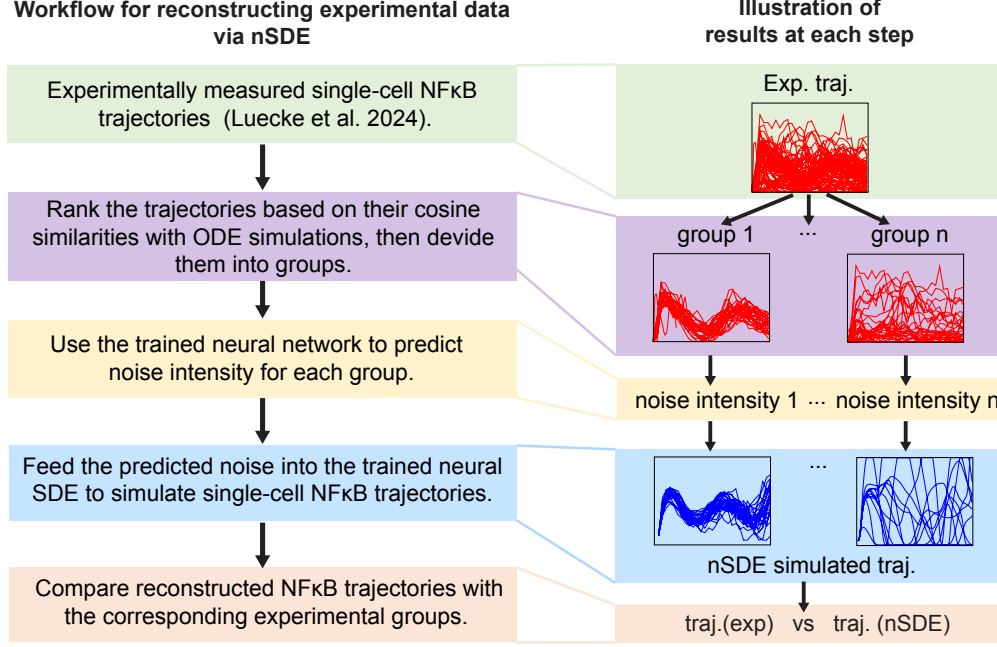 Workflow for reconstructing experimental data
via nSDE
Experimentally measured single-cell NFκB
trajectories (Luecke et al. 2024).
Rank the trajectories based on their cosine
similarities with ODE simulations, then devide
them into groups.
Use the trained neural network to predict
noise intensity for each group.
Feed the predicted noise into the trained neural
SDE to simulate single-cell NFκB trajectories.
Compare reconstructed NFκB trajectories with
the corresponding experimental groups.
Illustration of
results at each step
Exp. traj.
group 1 ... group n
noise intensity 1 ... noise intensity n
...
nSDE simulated traj.
traj.(exp) vs traj. (nSDE)